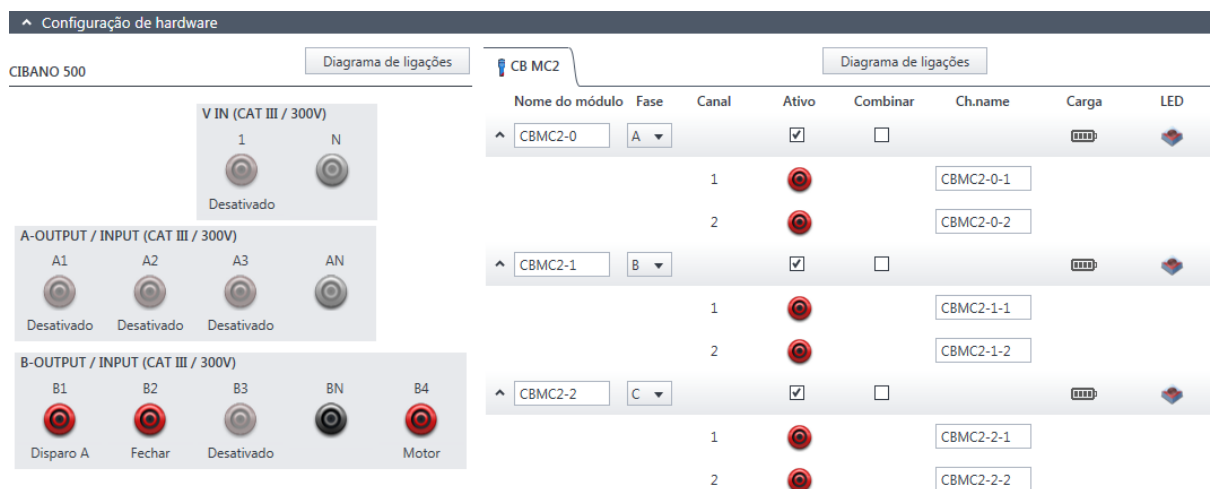 Configuração de hardware
CIBANO 500
Diagrama de ligações
V IN (CAT III / 300V)
1 N
Desativado
A-OUTPUT / INPUT (CAT III / 300V)
A1 A2 A3 AN
Desativado Desativado Desativado
B-OUTPUT / INPUT (CAT III / 300V)
B1 B2 B3 BN B4
Disparo A Fechar Desativado Motor
CB MC2
Diagrama de ligações
Nome do módulo Fase Canal Ativo Combinar Ch.name Carga LED
CBMC2-0 A
1 CBMC2-0-1
2 CBMC2-0-2
CBMC2-1 B
1 CBMC2-1-1
2 CBMC2-1-2
CBMC2-2 C
1 CBMC2-2-1
2 CBMC2-2-2